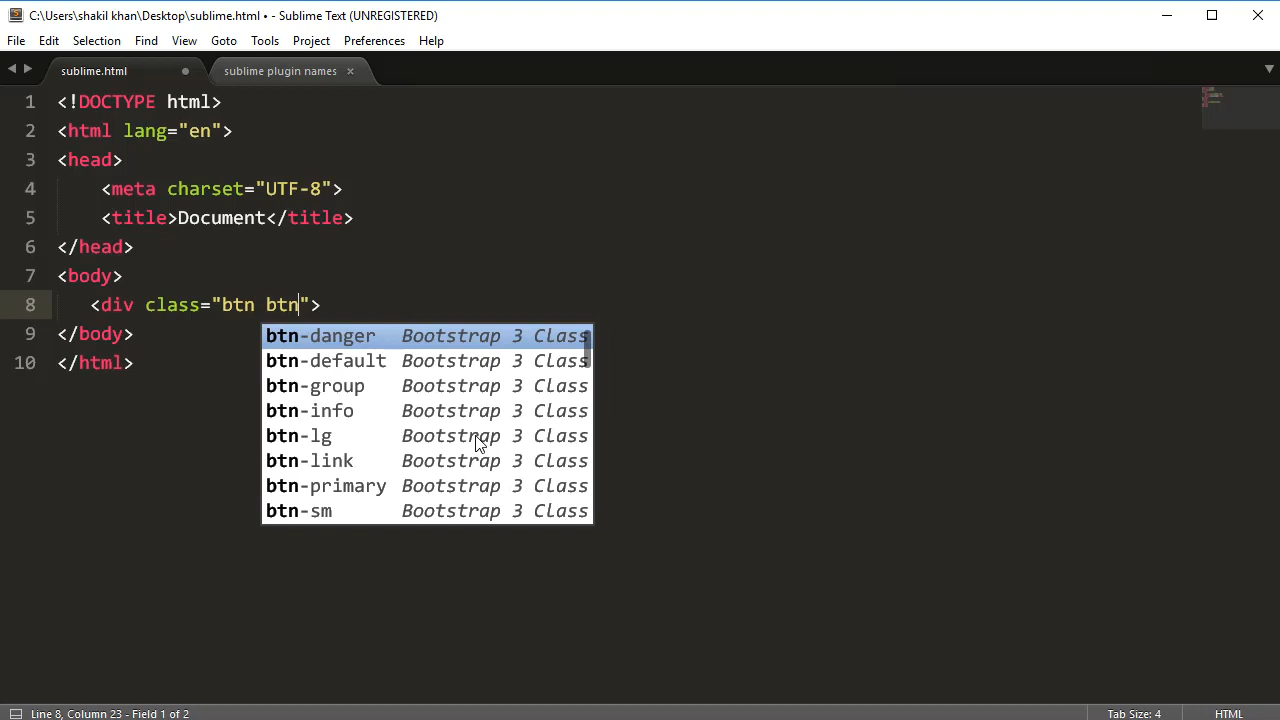 C:\Users\shakil khan\Desktop\sublime.html • - Sublime Text (UNREGISTERED)
File Edit Selection Find View Goto Tools Project Preferences Help
sublime.html sublime plugin names
1 <!DOCTYPE html>
2 <html lang="en">
3 <head>
4 <meta charset="UTF-8">
5 <title>Document</title>
6 </head>
7 <body>
8 <div class="btn btn">
9 </body>
10 </html>
btn-danger Bootstrap 3 Class
btn-default Bootstrap 3 Class
btn-group Bootstrap 3 Class
btn-info Bootstrap 3 Class
btn-lg Bootstrap 3 Class
btn-link Bootstrap 3 Class
btn-primary Bootstrap 3 Class
btn-sm Bootstrap 3 Class
Line 8, Column 23 - Field 1 of 2 Tab Size: 4 HTML